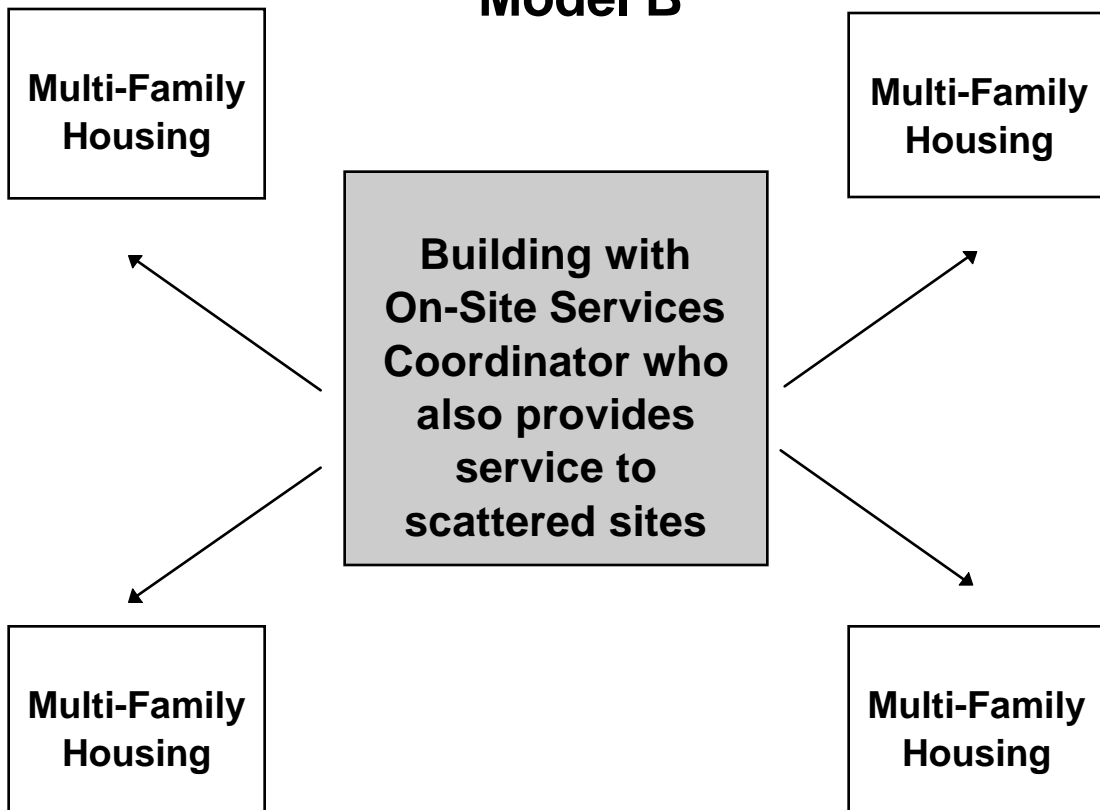 Model B
Multi-Family
Housing
Multi-Family
Housing
Building with
On-Site Services
Coordinator who
also provides
service to
scattered sites
Multi-Family
Housing
Multi-Family
Housing